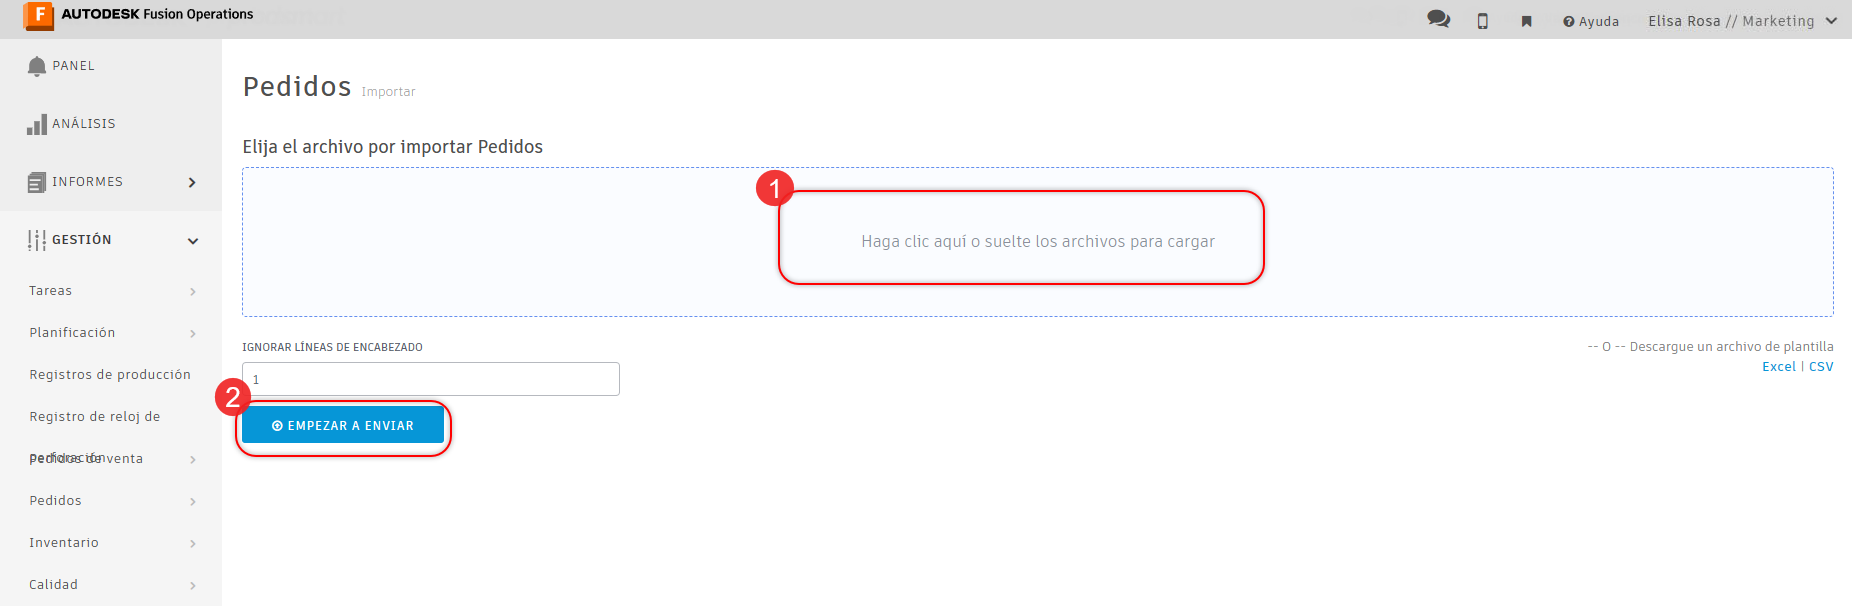 F AUTODESK Fusion Operations
Ayuda
Elisa Rosa // Marketing
PANEL
ANÁLISIS
INFORMES
GESTIÓN
Tareas
Planificación
Registros de producción
Registro de reloj de
perforación
Pedidos de venta
Pedidos
Inventario
Calidad
Pedidos Importar
Elija el archivo por importar Pedidos
1
Haga clic aquí o suelte los archivos para cargar
IGNORAR LÍNEAS DE ENCABEZADO
1
-- O -- Descargue un archivo de plantilla
Excel | CSV
2
EMPEZAR A ENVIAR